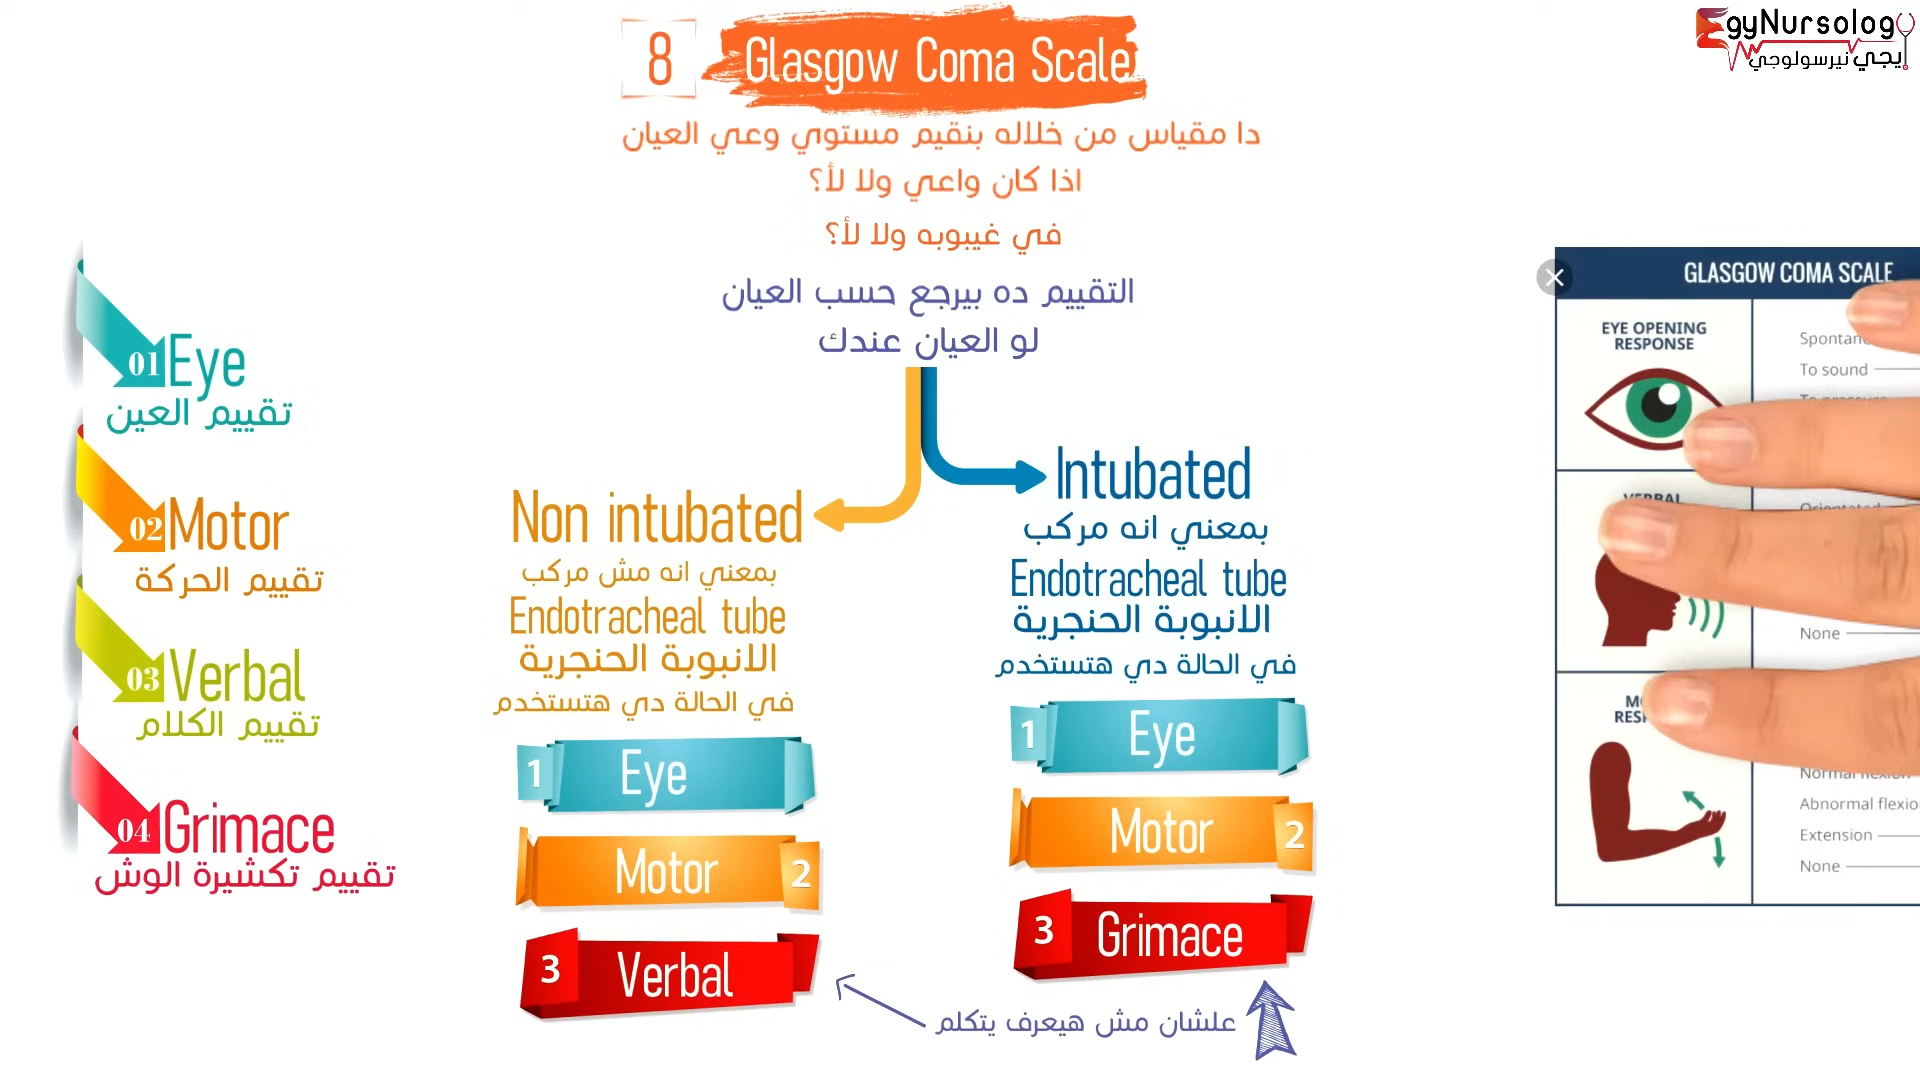 EgyNursology
إيجي نيرسولوجي
8
Glasgow Coma Scale
دا مقياس من خلاله بنقيم مستوي وعي العيان
اذا كان واعي ولا لأ؟
في غيبوبه ولا لأ؟
التقييم ده بيرجع حسب العيان
لو العيان عندك
01 Eye
تقييم العين
02 Motor
تقييم الحركة
03 Verbal
تقييم الكلام
04 Grimace
تقييم تكشيرة الوش
Non intubated
بمعني انه مش مركب
Endotracheal tube
الانبوبة الحنجرية
في الحالة دي هتستخدم
1 Eye
Motor 2
3 Verbal
Intubated
بمعني انه مركب
Endotracheal tube
الانبوبة الحنجرية
في الحالة دي هتستخدم
1 Eye
Motor 2
3 Grimace
علشان مش هيعرف يتكلم
GLASGOW COMA SCALE
EYE OPENING
RESPONSE
To sound
None
Abnormal
Extension
None